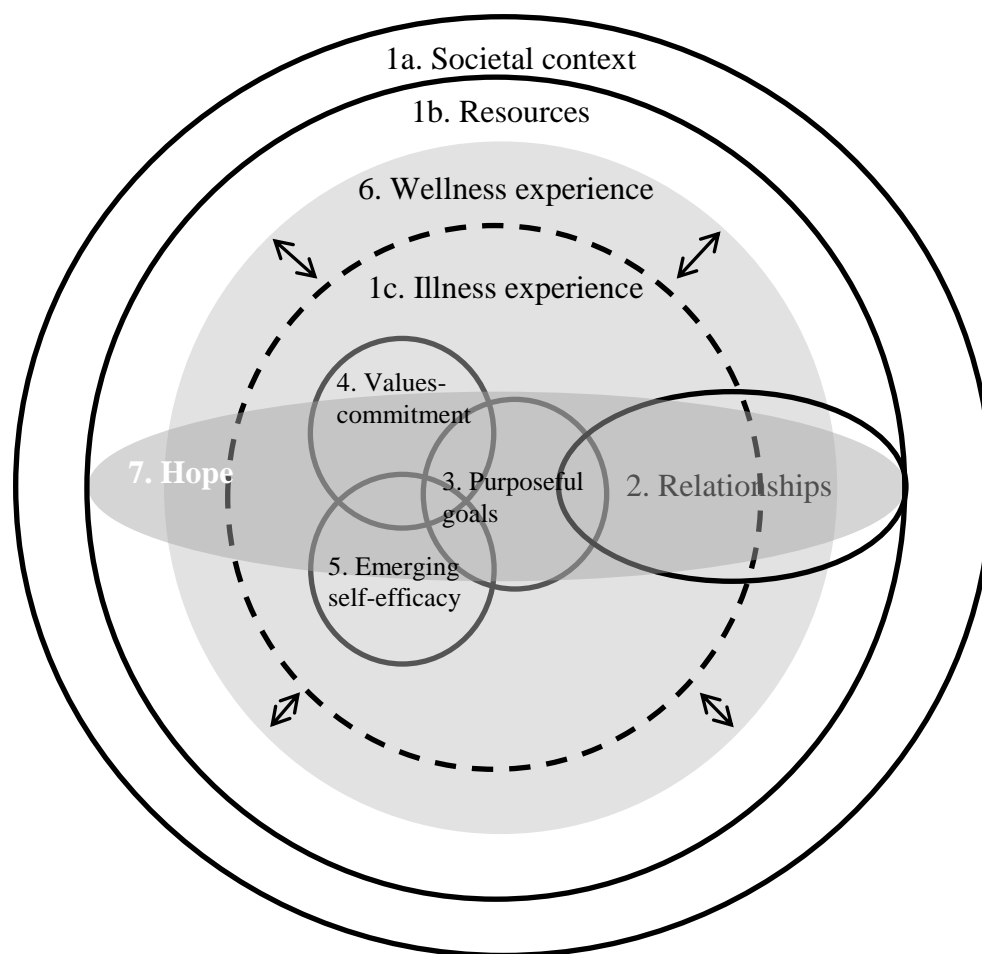 1a. Societal context
1b. Resources
6. Wellness experience
1c. Illness experience
4. Values-
commitment
7. Hope
3. Purposeful
goals
2. Relationships
5. Emerging
self-efficacy